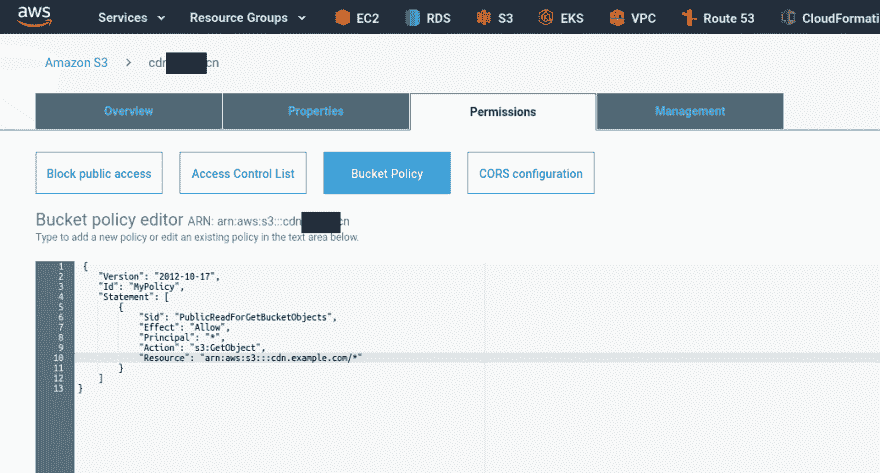 aws Services Resource Groups EC2 RDS S3 EKS VPC Route 53 CloudFormati
Amazon S3 > cdn cn
Overview Properties Permissions Management
Block public access Access Control List Bucket Policy CORS configuration
Bucket policy editor ARN: arn:aws:s3:::cdn cn
Type to add a new policy or edit an existing policy in the text area below.
1 {
2 "Version": "2012-10-17",
3 "Id": "MyPolicy",
4 "Statement": [
5 {
6 "Sid": "PublicReadForGetBucketObjects",
7 "Effect": "Allow",
8 "Principal": "*",
9 "Action": "s3:GetObject",
10 "Resource": "arn:aws:s3:::cdn.example.com/*"
11 }
12 ]
13 }